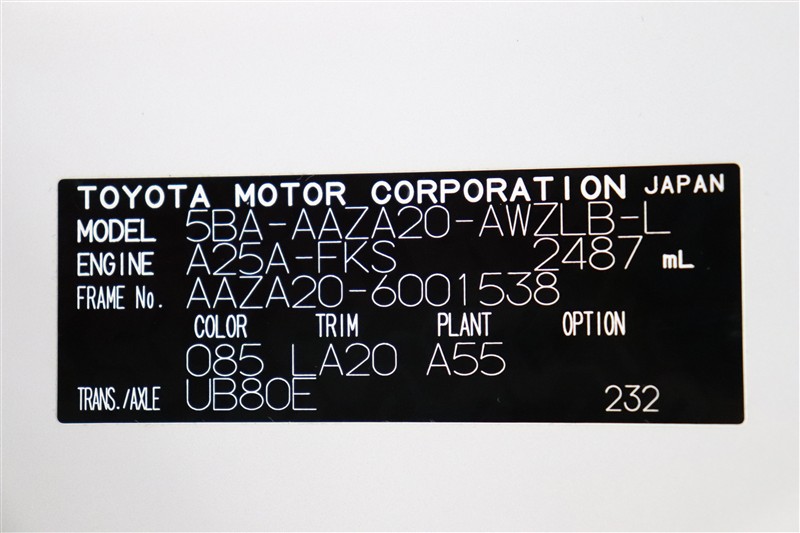 TOYOTA MOTOR CORPORATION JAPAN
MODEL 5BA-AAZA20-AWZLB-L
ENGINE A25A-FKS 2487 mL
FRAME No. AAZA20-6001538
COLOR TRIM PLANT OPTION
085 LA20 A55
TRANS./AXLE UB80E 232